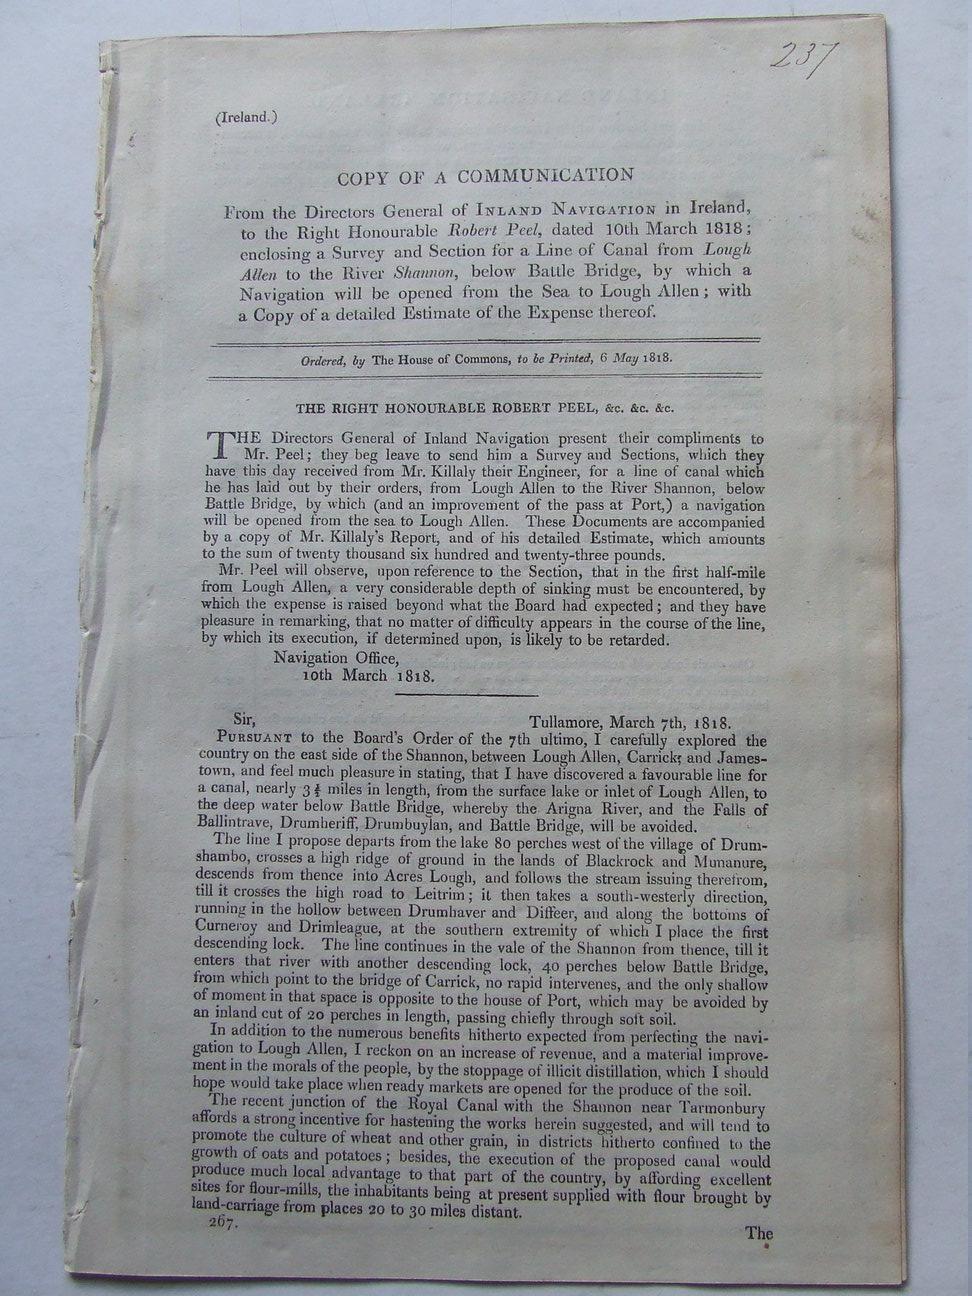 237
(Ireland.)
COPY OF A COMMUNICATION
From the Directors General of INLAND NAVIGATION in Ireland,
to the Right Honourable Robert Peel, dated 10th March 1818;
enclosing a Survey and Section for a Line of Canal from Lough
Allen to the River Shannon, below Battle Bridge, by which a
Navigation will be opened from the Sea to Lough Allen; with
a Copy of a detailed Estimate of the Expense thereof.
Ordered, by The House of Commons, to be Printed, 6 May 1818.
THE RIGHT HONOURABLE ROBERT PEEL, &c. &c. &c.
THE Directors General of Inland Navigation present their compliments to
Mr. Peel; they beg leave to send him a Survey and Sections, which they
have this day received from Mr. Killaly their Engineer, for a line of canal which
he has laid out by their orders, from Lough Allen to the River Shannon, below
Battle Bridge, by which (and an improvement of the pass at Port,) a navigation
will be opened from the sea to Lough Allen. These Documents are accompanied
by a copy of Mr. Killaly's Report, and of his detailed Estimate, which amounts
to the sum of twenty thousand six hundred and twenty-three pounds.
Mr. Peel will observe, upon reference to the Section, that in the first half-mile
from Lough Allen, a very considerable depth of sinking must be encountered, by
which the expense is raised beyond what the Board had expected; and they have
pleasure in remarking, that no matter of difficulty appears in the course of the line,
by which its execution, if determined upon, is likely to be retarded.
Navigation Office,
10th March 1818.
Sir, Tullamore, March 7th, 1818.
PURSUANT to the Board's Order of the 7th ultimo, I carefully explored the
country on the east side of the Shannon, between Lough Allen, Carrick, and James-
town, and feel much pleasure in stating, that I have discovered a favourable line for
a canal, nearly 3 3/4 miles in length, from the surface lake or inlet of Lough Allen, to
the deep water below Battle Bridge, whereby the Arigna River, and the Falls of
Ballintrave, Drumheriff, Drumbuylan, and Battle Bridge, will be avoided.
The line I propose departs from the lake 80 perches west of the village of Drum-
shambo, crosses a high ridge of ground in the lands of Blackrock and Munanure,
descends from thence into Acres Lough, and follows the stream issuing therefrom,
till it crosses the high road to Leitrim; it then takes a south-westerly direction,
running in the hollow between Drumhaver and Diffeer, and along the bottoms of
Curneroy and Drimleague, at the southern extremity of which I place the first
descending lock. The line continues in the vale of the Shannon from thence, till it
enters that river with another descending lock, 40 perches below Battle Bridge,
from which point to the bridge of Carrick, no rapid intervenes, and the only shallow
of moment in that space is opposite to the house of Port, which may be avoided by
an inland cut of 20 perches in length, passing chiefly through soft soil.
In addition to the numerous benefits hitherto expected from perfecting the navi-
gation to Lough Allen, I reckon on an increase of revenue, and a material improve-
ment in the morals of the people, by the stoppage of illicit distillation, which I should
hope would take place when ready markets are opened for the produce of the soil.
The recent junction of the Royal Canal with the Shannon near Tarmonbury
affords a strong incentive for hastening the works herein suggested, and will tend to
promote the culture of wheat and other grain, in districts hitherto confined to the
growth of oats and potatoes; besides, the execution of the proposed canal would
produce much local advantage to that part of the country, by affording excellent
sites for flour-mills, the inhabitants being at present supplied with flour brought by
land-carriage from places 20 to 30 miles distant.
267.
The